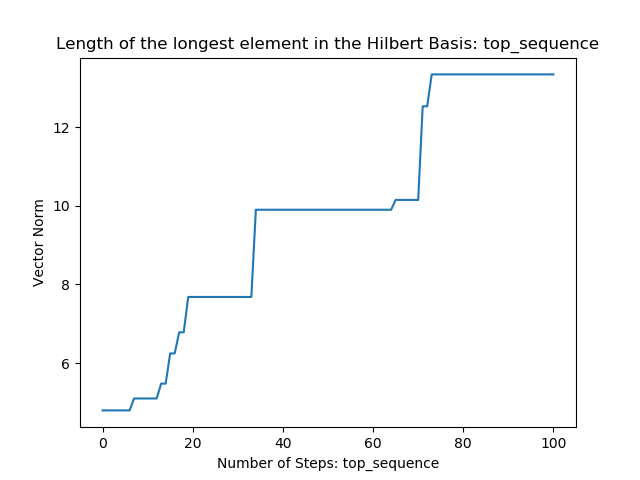 Length of the longest element in the Hilbert Basis: top_sequence
Vector Norm
12
10
8
6
0 20 40 60 80 100
Number of Steps: top_sequence